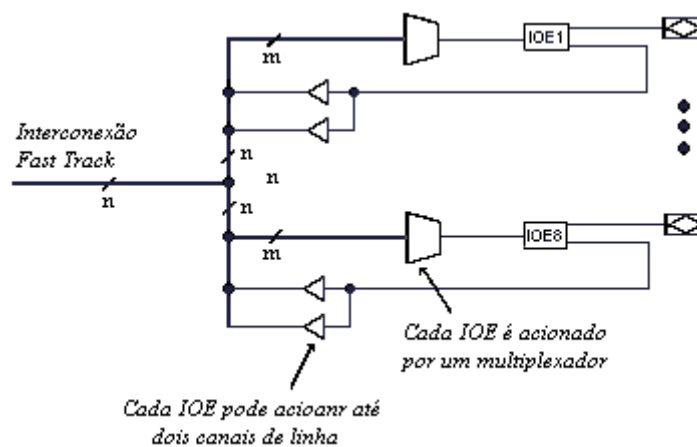 m
IOE1
Interconexão
Fast Track
n
n
n
n
m
IOE8
Cada IOE é acionado
por um multiplexador
Cada IOE pode acioanr até
dois canais de linha